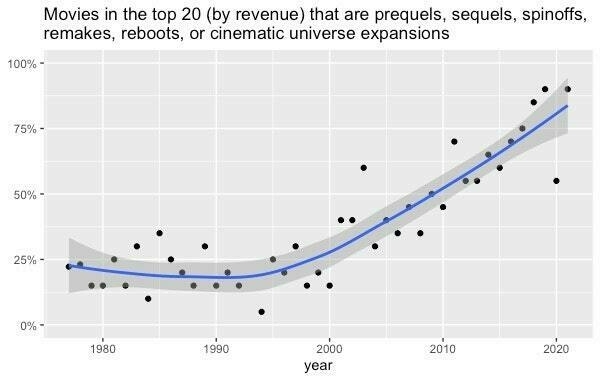 Movies in the top 20 (by revenue) that are prequels, sequels, spinoffs,
remakes, reboots, or cinematic universe expansions
100%
75%
50%
25%
0%
1980 1990 2000 2010 2020
year